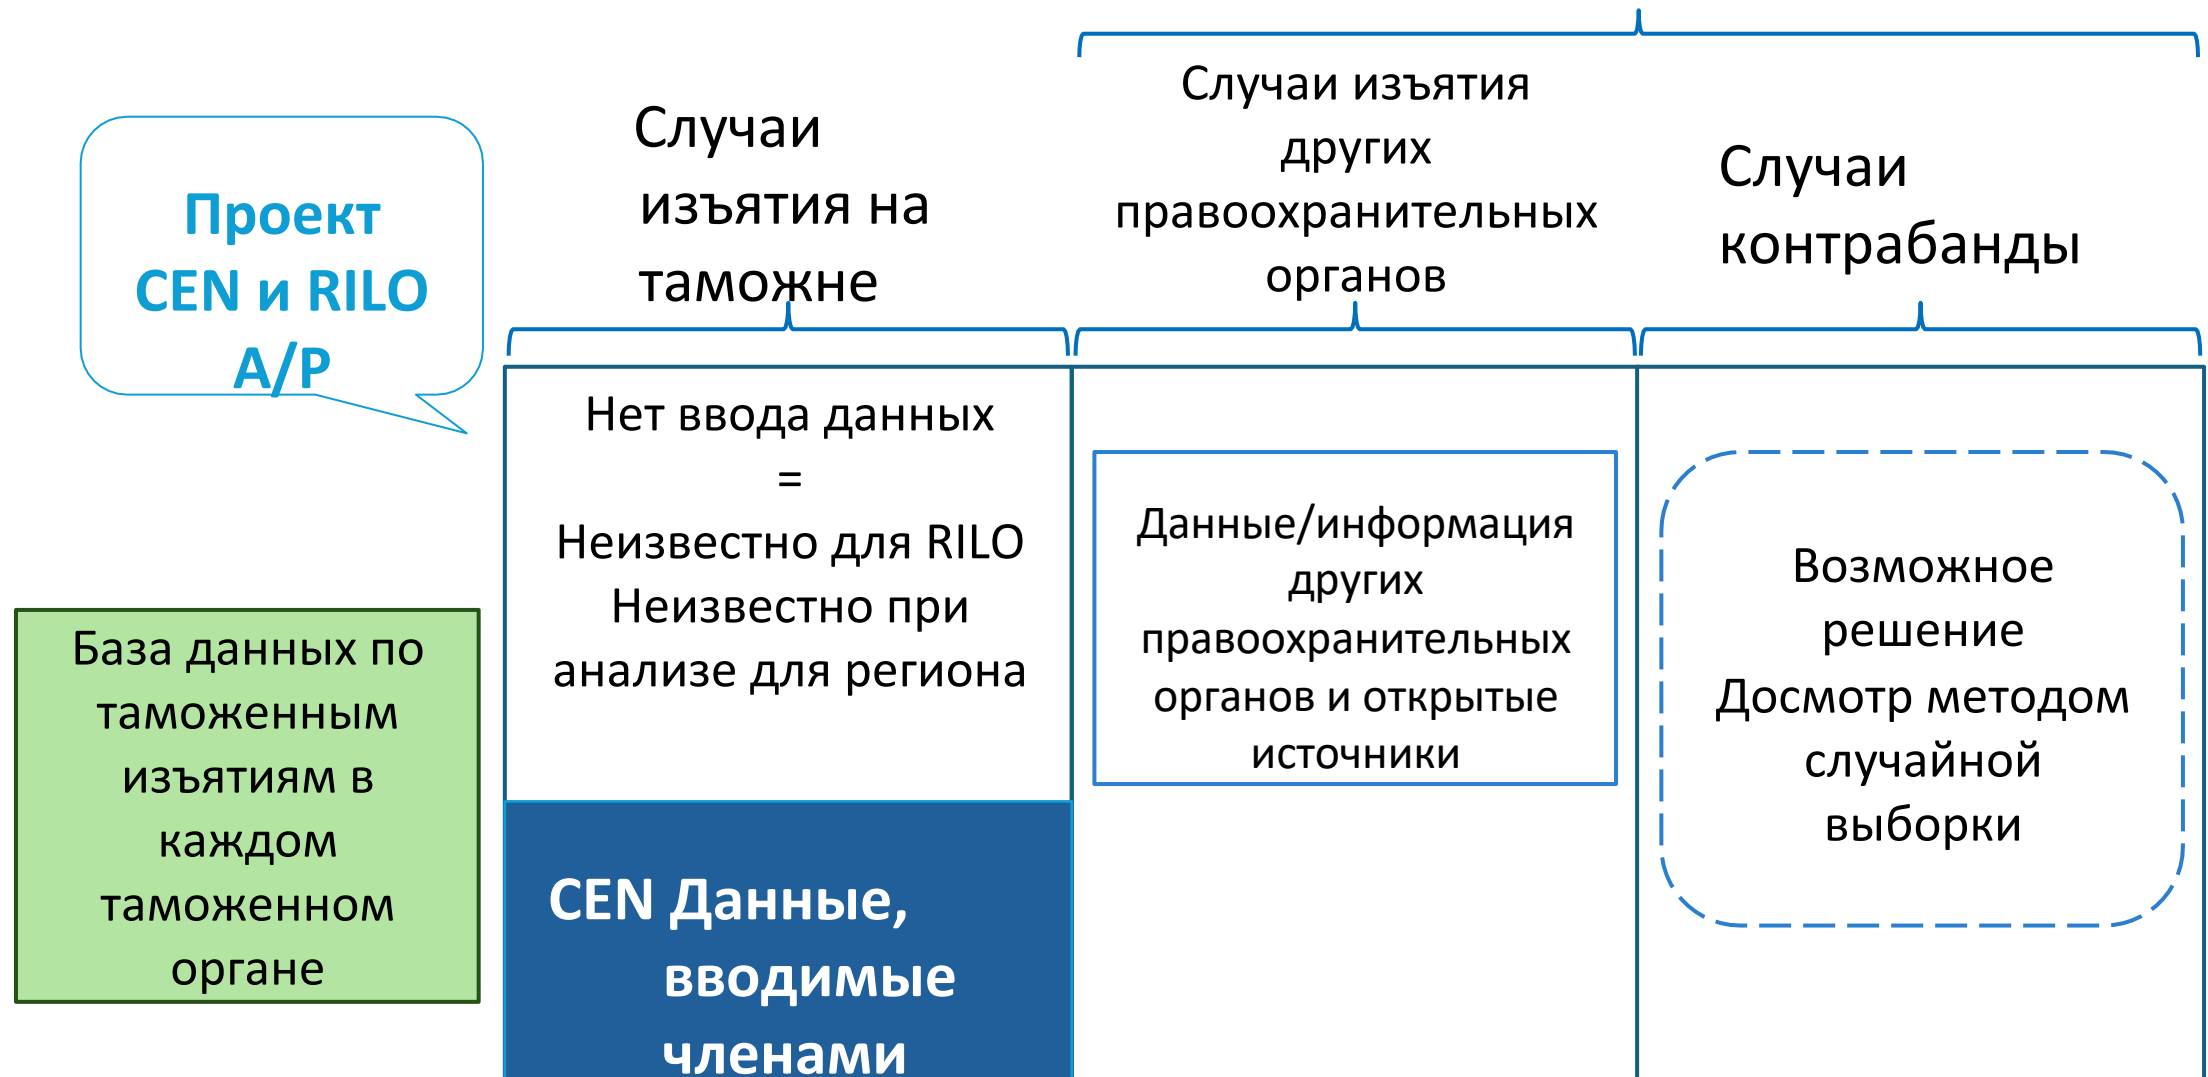 Проект
CEN и RILO
A/P
Случаи
изъятия на
таможне
Случаи изъятия
других
правоохранительных
органов
Случаи
контрабанды
Нет ввода данных
=
Неизвестно для RILO
Неизвестно при
анализе для региона
Данные/информация
других
правоохранительных
органов и открытые
источники
Возможное
решение
Досмотр методом
случайной
выборки
База данных по
таможенным
изъятиям в
каждом
таможенном
органе
CEN Данные,
вводимые
членами